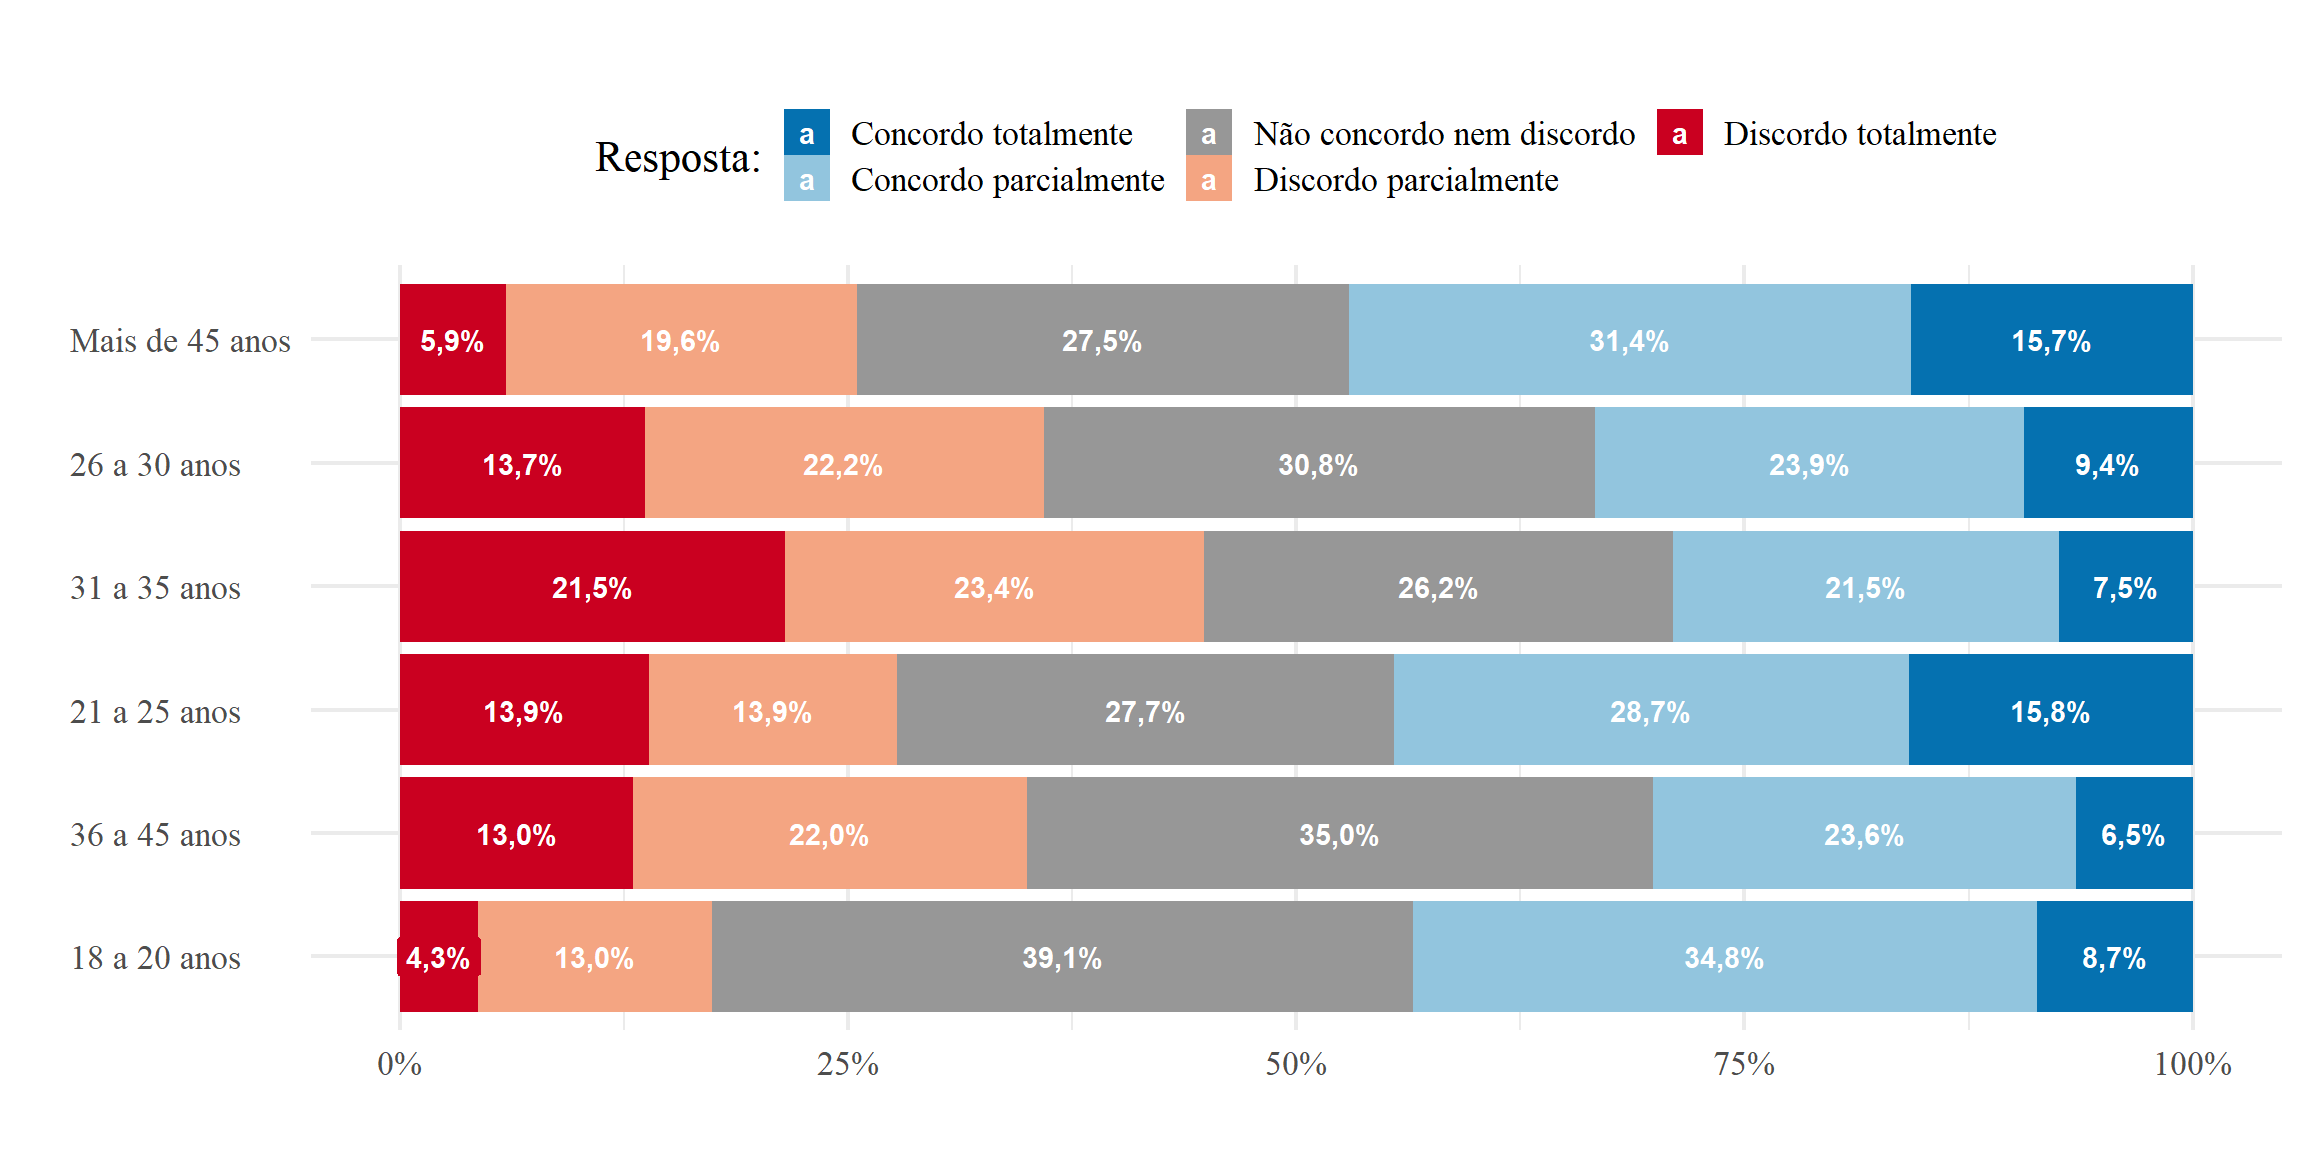 Resposta:
a Concordo totalmente
a Concordo parcialmente
a Não concordo nem discordo
a Discordo parcialmente
a Discordo totalmente
Mais de 45 anos 5,9% 19,6% 27,5% 31,4% 15,7%
26 a 30 anos 13,7% 22,2% 30,8% 23,9% 9,4%
31 a 35 anos 21,5% 23,4% 26,2% 21,5% 7,5%
21 a 25 anos 13,9% 13,9% 27,7% 28,7% 15,8%
36 a 45 anos 13,0% 22,0% 35,0% 23,6% 6,5%
18 a 20 anos 4,3% 13,0% 39,1% 34,8% 8,7%
0% 25% 50% 75% 100%